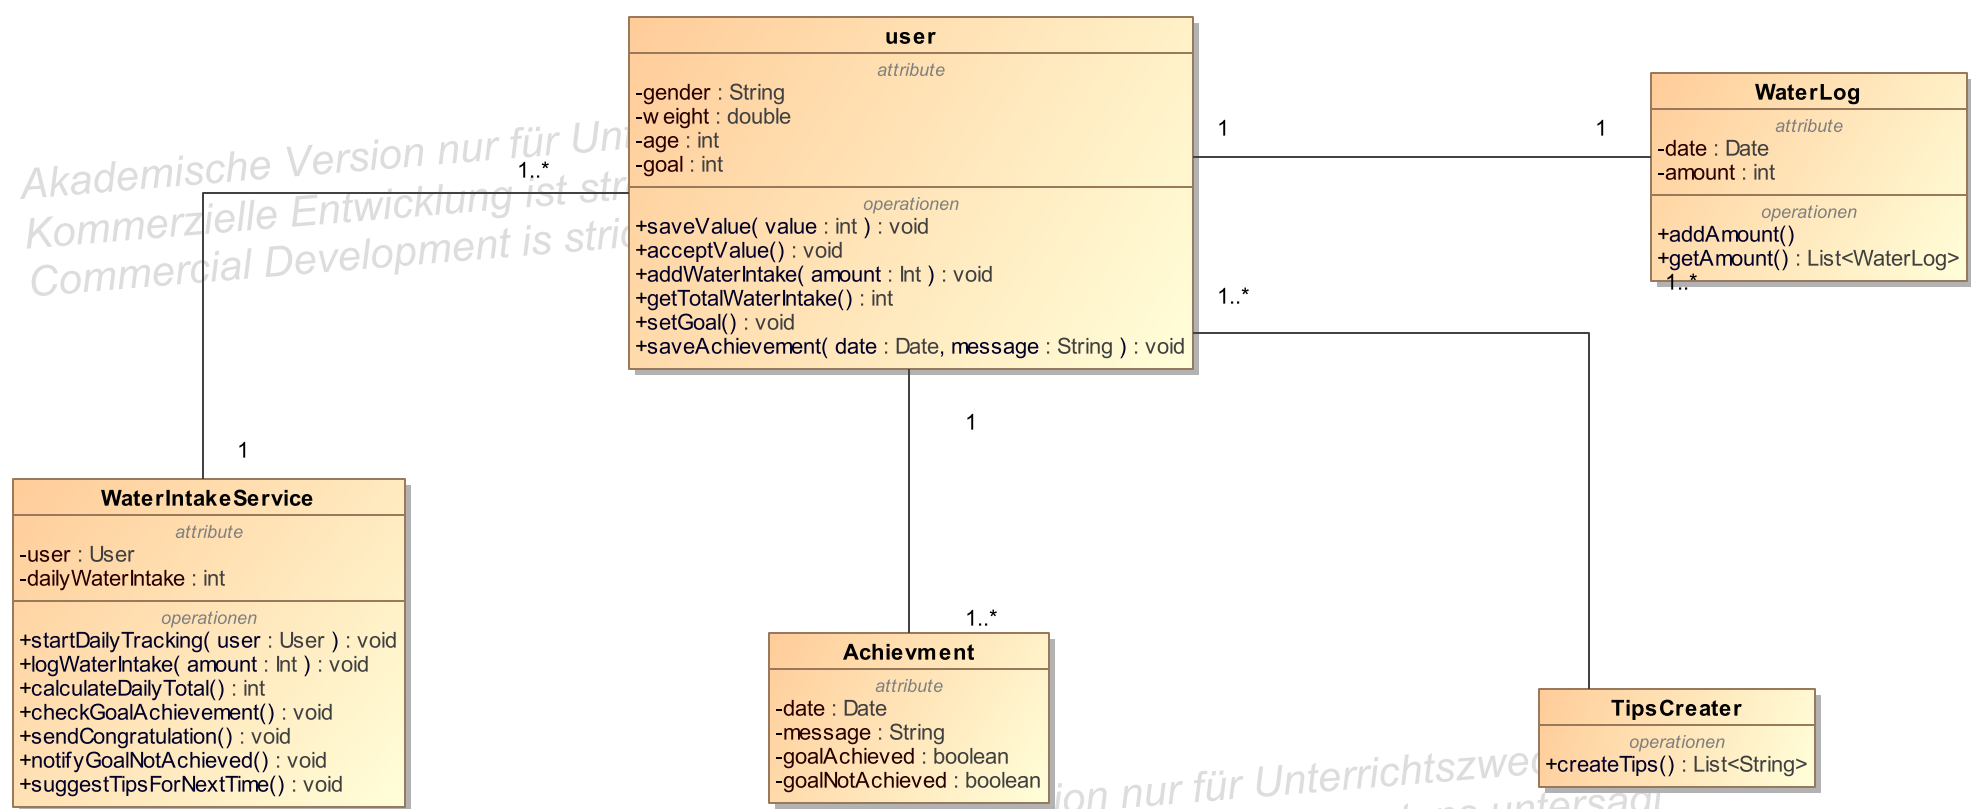 user
attribute
-gender : String
-weight : double
-age : int
-goal : int
operationen
+saveValue( value : int ) : void
+acceptValue() : void
+addWaterIntake( amount : Int ) : void
+getTotalWaterIntake() : int
+setGoal() : void
+saveAchievement( date : Date, message : String ) : void
WaterLog
attribute
-date : Date
-amount : int
operationen
+addAmount()
+getAmount() : List<WaterLog>
1..*
1
1
1..*
1..*
1
1
1..*
Akademische Version nur für Un
Kommerzielle Entwicklung ist str
Commercial Development is stric
WaterIntakeService
attribute
-user : User
-dailyWaterIntake : int
operationen
+startDailyTracking( user : User ) : void
+logWaterIntake( amount : Int ) : void
+calculateDailyTotal() : int
+checkGoalAchievement() : void
+sendCongratulation() : void
+notifyGoalNotAchieved() : void
+suggestTipsForNextTime() : void
Achievment
attribute
-date : Date
-message : String
-goalAchieved : boolean
-goalNotAchieved : boolean
TipsCreater
operationen
+createTips() : List<String>
ion nur für Unterrichtszwec
untersagt